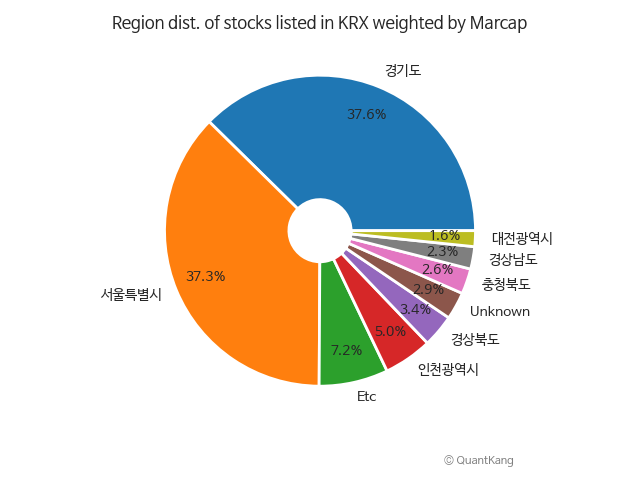 Region dist. of stocks listed in KRX weighted by Marcap
경기도
37.6%
서울특별시
37.3%
Etc
7.2%
인천광역시
5.0%
경상북도
3.4%
Unknown
2.9%
충청북도
2.6%
경상남도
2.3%
대전광역시
1.6%
© QuantKang